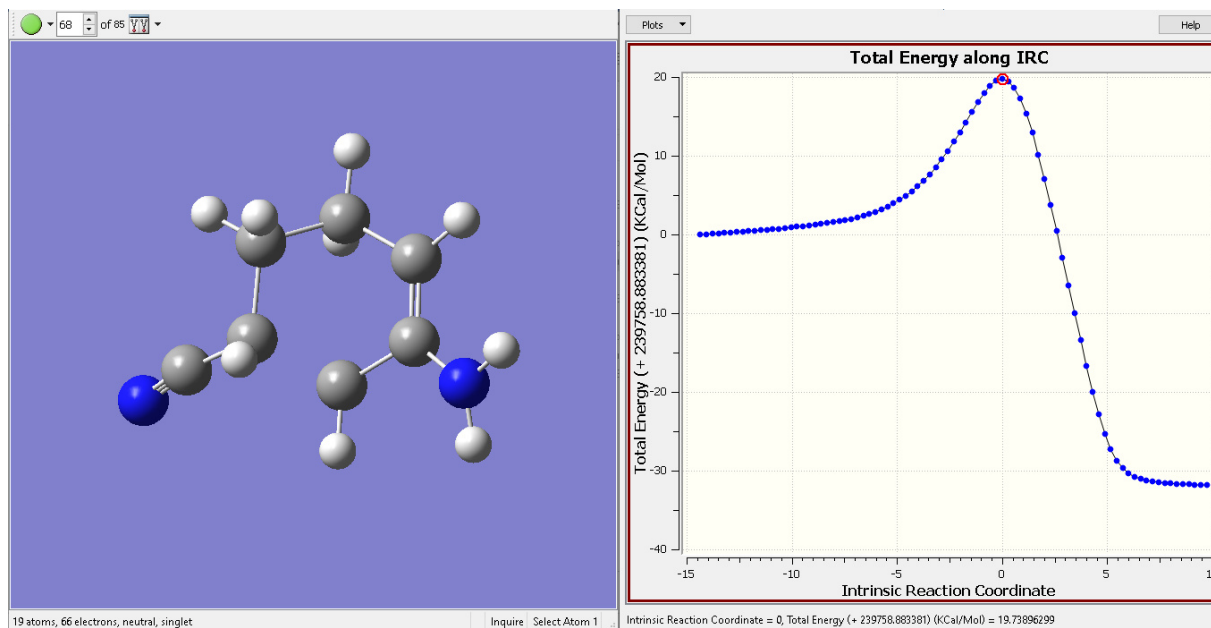 68 of 85
19 atoms, 66 electrons, neutral, singlet
Inquire Select Atom 1
Plots
Help
Total Energy along IRC
Total Energy (+ 239758.883381) (KCal/Mol)
20
10
0
-10
-20
-30
-40
-15
-10
-5
0
5
1
Intrinsic Reaction Coordinate
Intrinsic Reaction Coordinate = 0, Total Energy (+ 239758.883381) (KCal/Mol) = 19.73896299